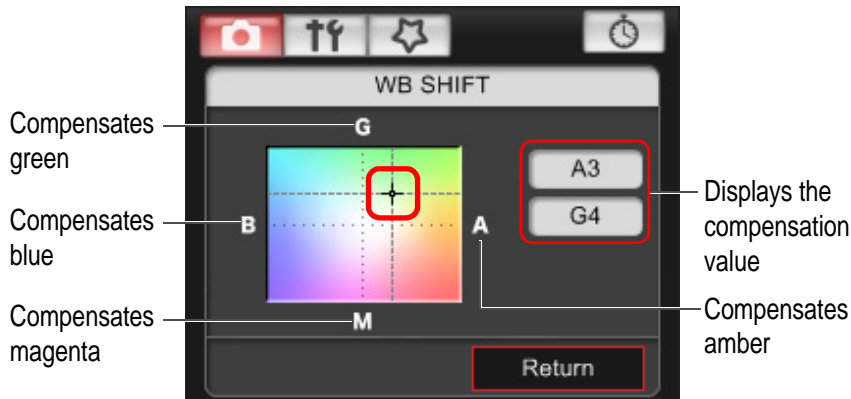 WB SHIFT
Compensates
green
G
A3
Compensates
blue
B
A
G4
Displays the
compensation
value
Compensates
magenta
M
Compensates
amber
Return